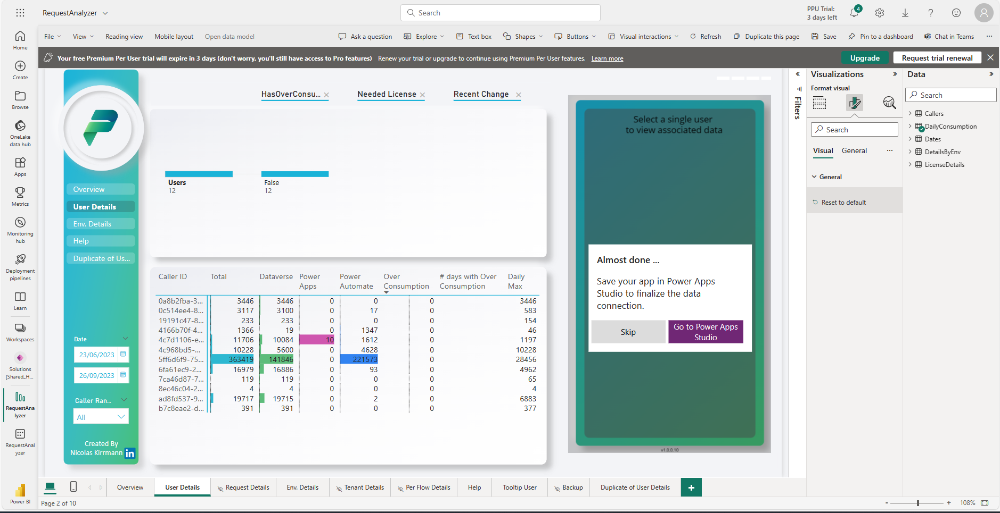 RequestAnalyzer
Search
PPU Trial:
3 days left
4
File
View
Reading view
Mobile layout
Open data model
Ask a question
Explore
Text box
Shapes
Buttons
Visual interactions
Refresh
Duplicate this page
Save
Pin to a dashboard
Chat in Teams
Your free Premium Per User trial will expire in 3 days (don't worry, you'll still have access to Pro features) Renew your trial or upgrade to continue using Premium Per User features. Learn more
Upgrade
Request trial renewal
Home
Create
Browse
OneLake
data hub
Apps
Metrics
Monitoring
hub
Deployment
pipelines
Learn
Workspaces
Solutions
[Shared_H...
RequestAna
lyzer
RequestAnal
yzer
Power BI
Overview
User Details
Env. Details
Help
Duplicate of Us...
Date
23/06/2023
26/09/2023
Caller Ran...
All
Created By
Nicolas Kirrmann in
HasOverConsu...
Needed License
Recent Change
Users
12
False
12
Caller ID Total Dataverse Power Apps Power Automate Over Consumption # days with Over Consumption Daily Max
0a8b2fba-3... 3446 3446 0 0 0 3446
0c514ee4-8... 3117 3100 0 17 0 583
19191c47-8... 233 233 0 0 0 154
4166b70f-4... 1366 19 0 1347 0 46
4c7d1106-e... 11706 10084 10 1612 0 1197
4c968bd5-... 10228 5600 0 4628 0 10228
5ff6d6f9-75... 363419 141846 0 221573 0 28456
6fa61ec9-2... 16979 16886 0 93 0 4962
7ca46d87-7... 119 119 0 0 0 65
8ec46c04-2... 4 4 0 0 0 4
ad8fd537-9... 19717 19715 0 2 0 6883
b7c8eae2-d... 391 391 0 0 0 377
Select a single user
to view associated data
Almost done ...
Save your app in Power Apps
Studio to finalize the data
connection.
Skip
Go to Power Apps
Studio
v1.0.0.10
Filters
Visualizations
Format visual
Search
Visual
General
General
Reset to default
Data
Search
Callers
DailyConsumption
Dates
DetailsByEnv
LicenseDetails
Overview
User Details
Request Details
Env. Details
Tenant Details
Per Flow Details
Help
Tooltip User
Backup
Duplicate of User Details
+
Page 2 of 10
- + 108%